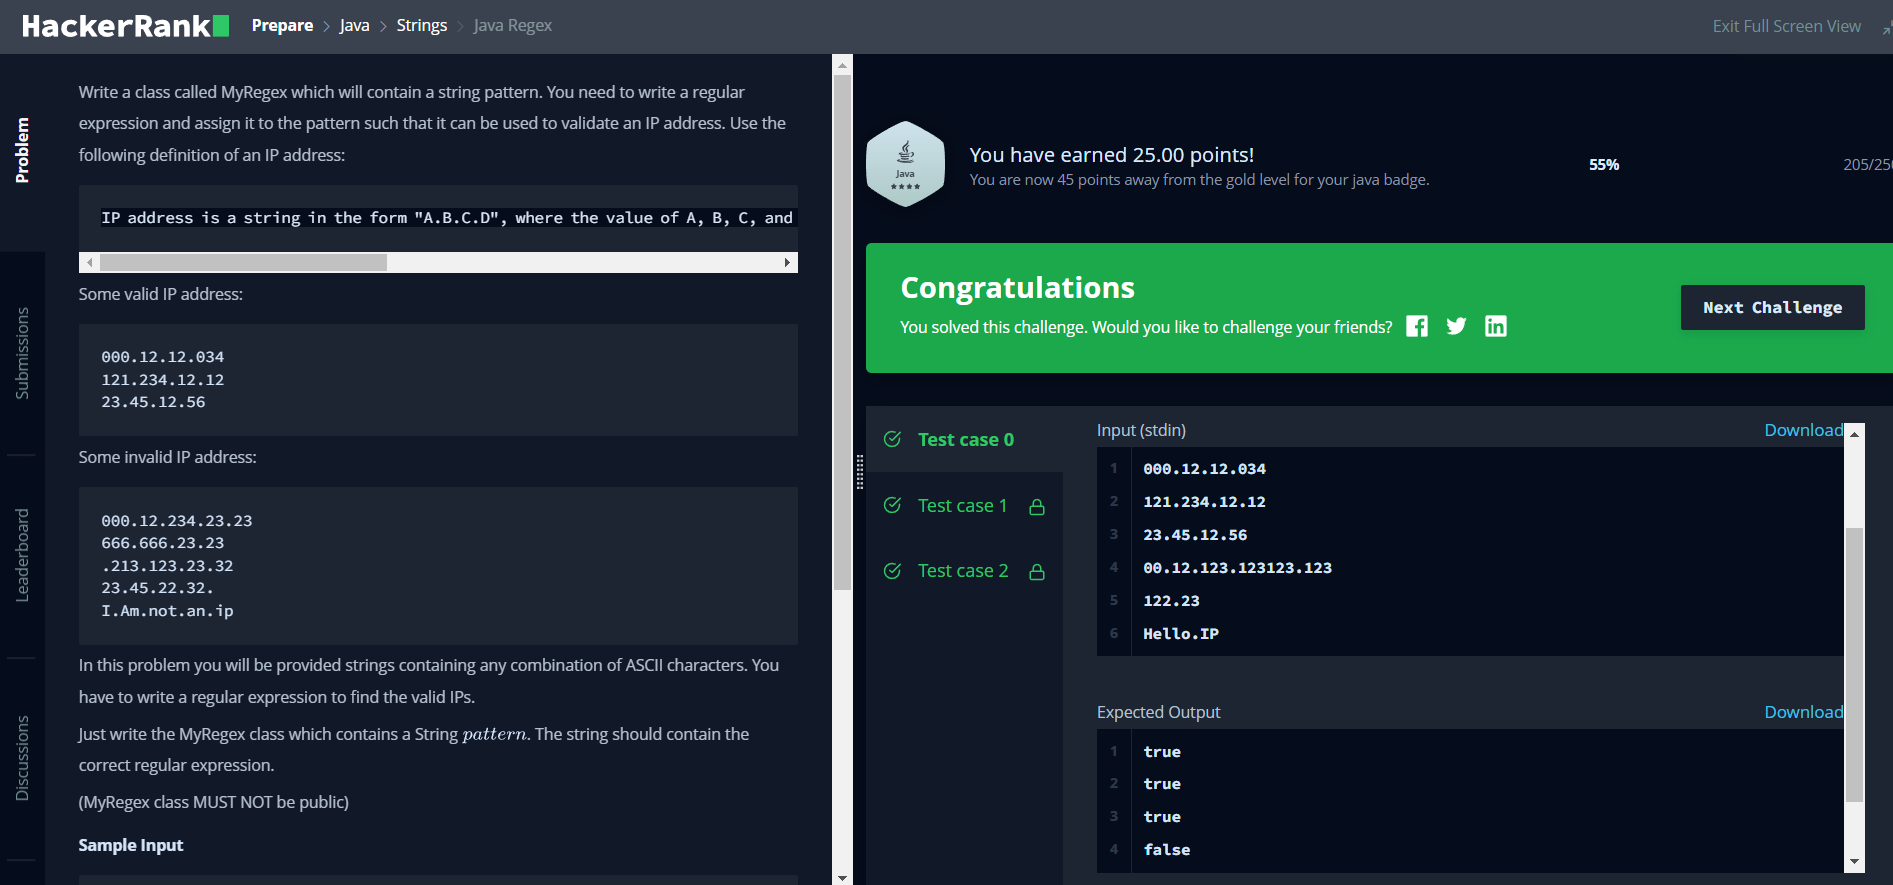 HackerRank
Prepare > Java > Strings > Java Regex
Exit Full Screen View
Problem
Submissions
Leaderboard
Discussions
Write a class called MyRegex which will contain a string pattern. You need to write a regular
expression and assign it to the pattern such that it can be used to validate an IP address. Use the
following definition of an IP address:
IP address is a string in the form "A.B.C.D", where the value of A, B, C, and
Some valid IP address:
000.12.12.034
121.234.12.12
23.45.12.56
Some invalid IP address:
000.12.234.23.23
666.666.23.23
.213.123.23.32
23.45.22.32.
I.Am.not.an.ip
In this problem you will be provided strings containing any combination of ASCII characters. You
have to write a regular expression to find the valid IPs.
Just write the MyRegex class which contains a String pattern. The string should contain the
correct regular expression.
(MyRegex class MUST NOT be public)
Sample Input
Java
You have earned 25.00 points!
You are now 45 points away from the gold level for your java badge.
55%
205/250
Congratulations
You solved this challenge. Would you like to challenge your friends?
Next Challenge
Test case 0
Test case 1
Test case 2
Input (stdin)
Download
1 000.12.12.034
2 121.234.12.12
3 23.45.12.56
4 00.12.123.123123.123
5 122.23
6 Hello.IP
Expected Output
Download
1 true
2 true
3 true
4 false